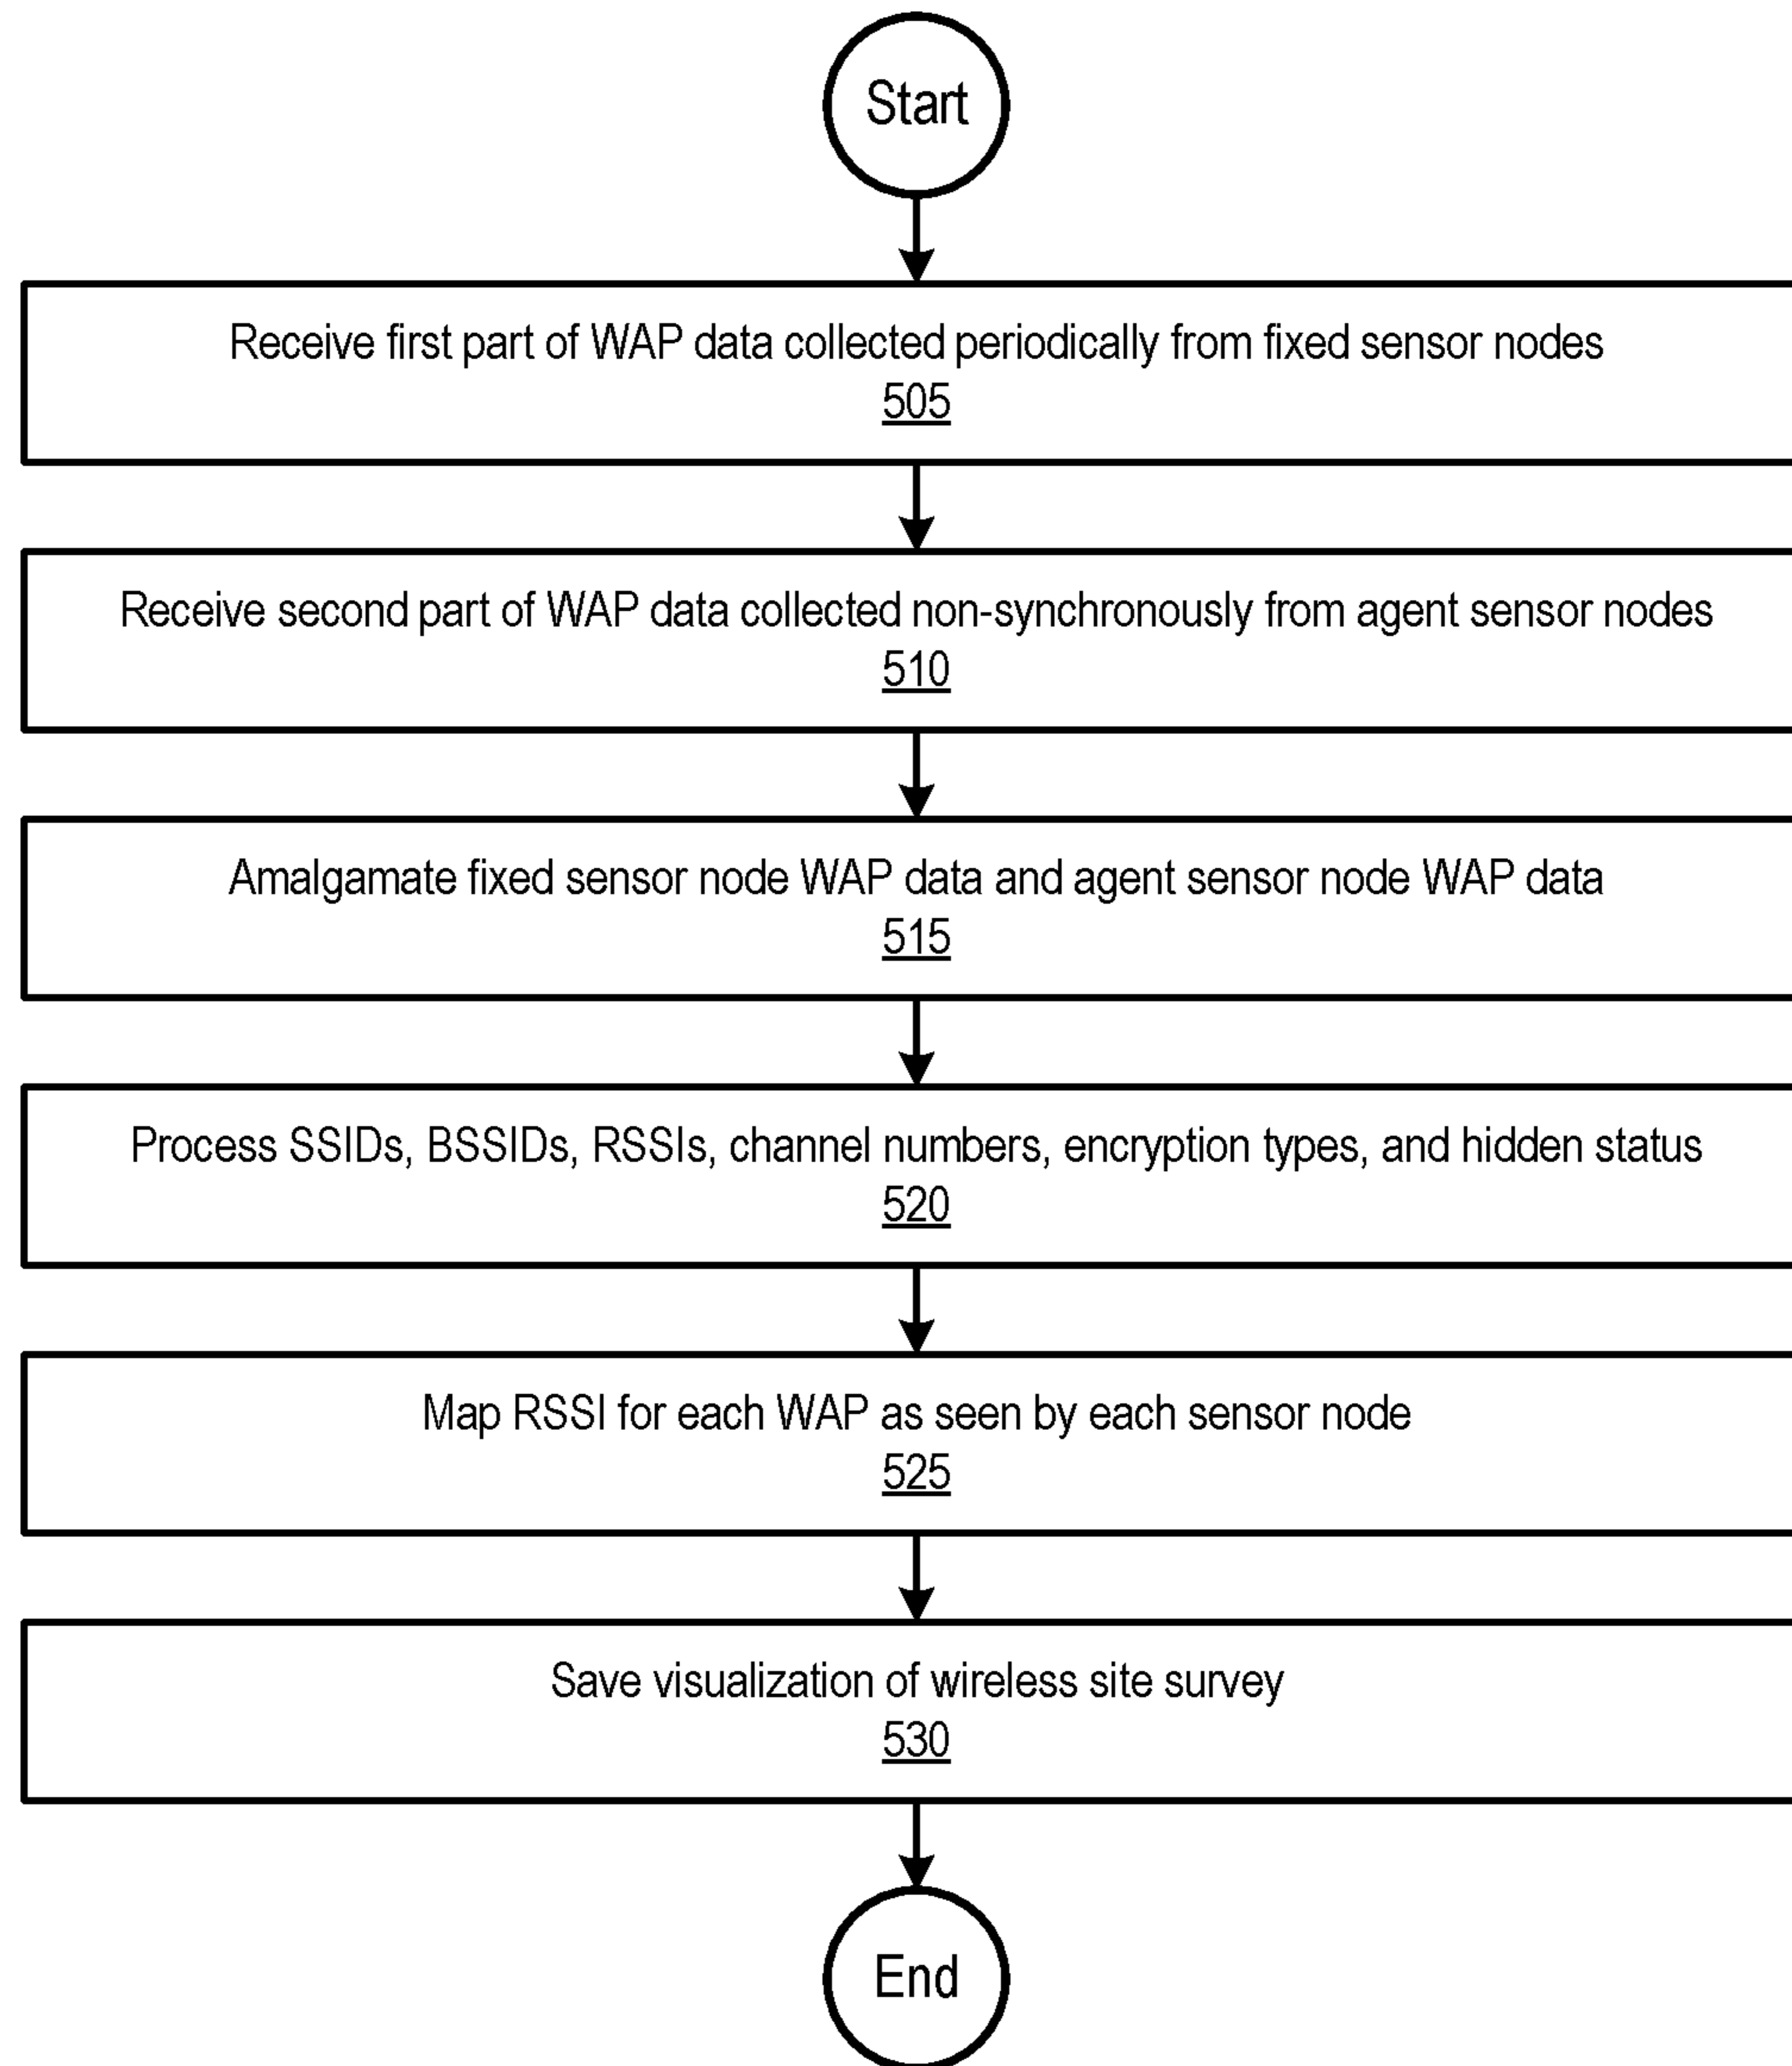 Start
Receive first part of WAP data collected periodically from fixed sensor nodes
505
Receive second part of WAP data collected non-synchronously from agent sensor nodes
510
Amalgamate fixed sensor node WAP data and agent sensor node WAP data
515
Process SSIDs, BSSIDs, RSSIs, channel numbers, encryption types, and hidden status
520
Map RSSI for each WAP as seen by each sensor node
525
Save visualization of wireless site survey
530
End